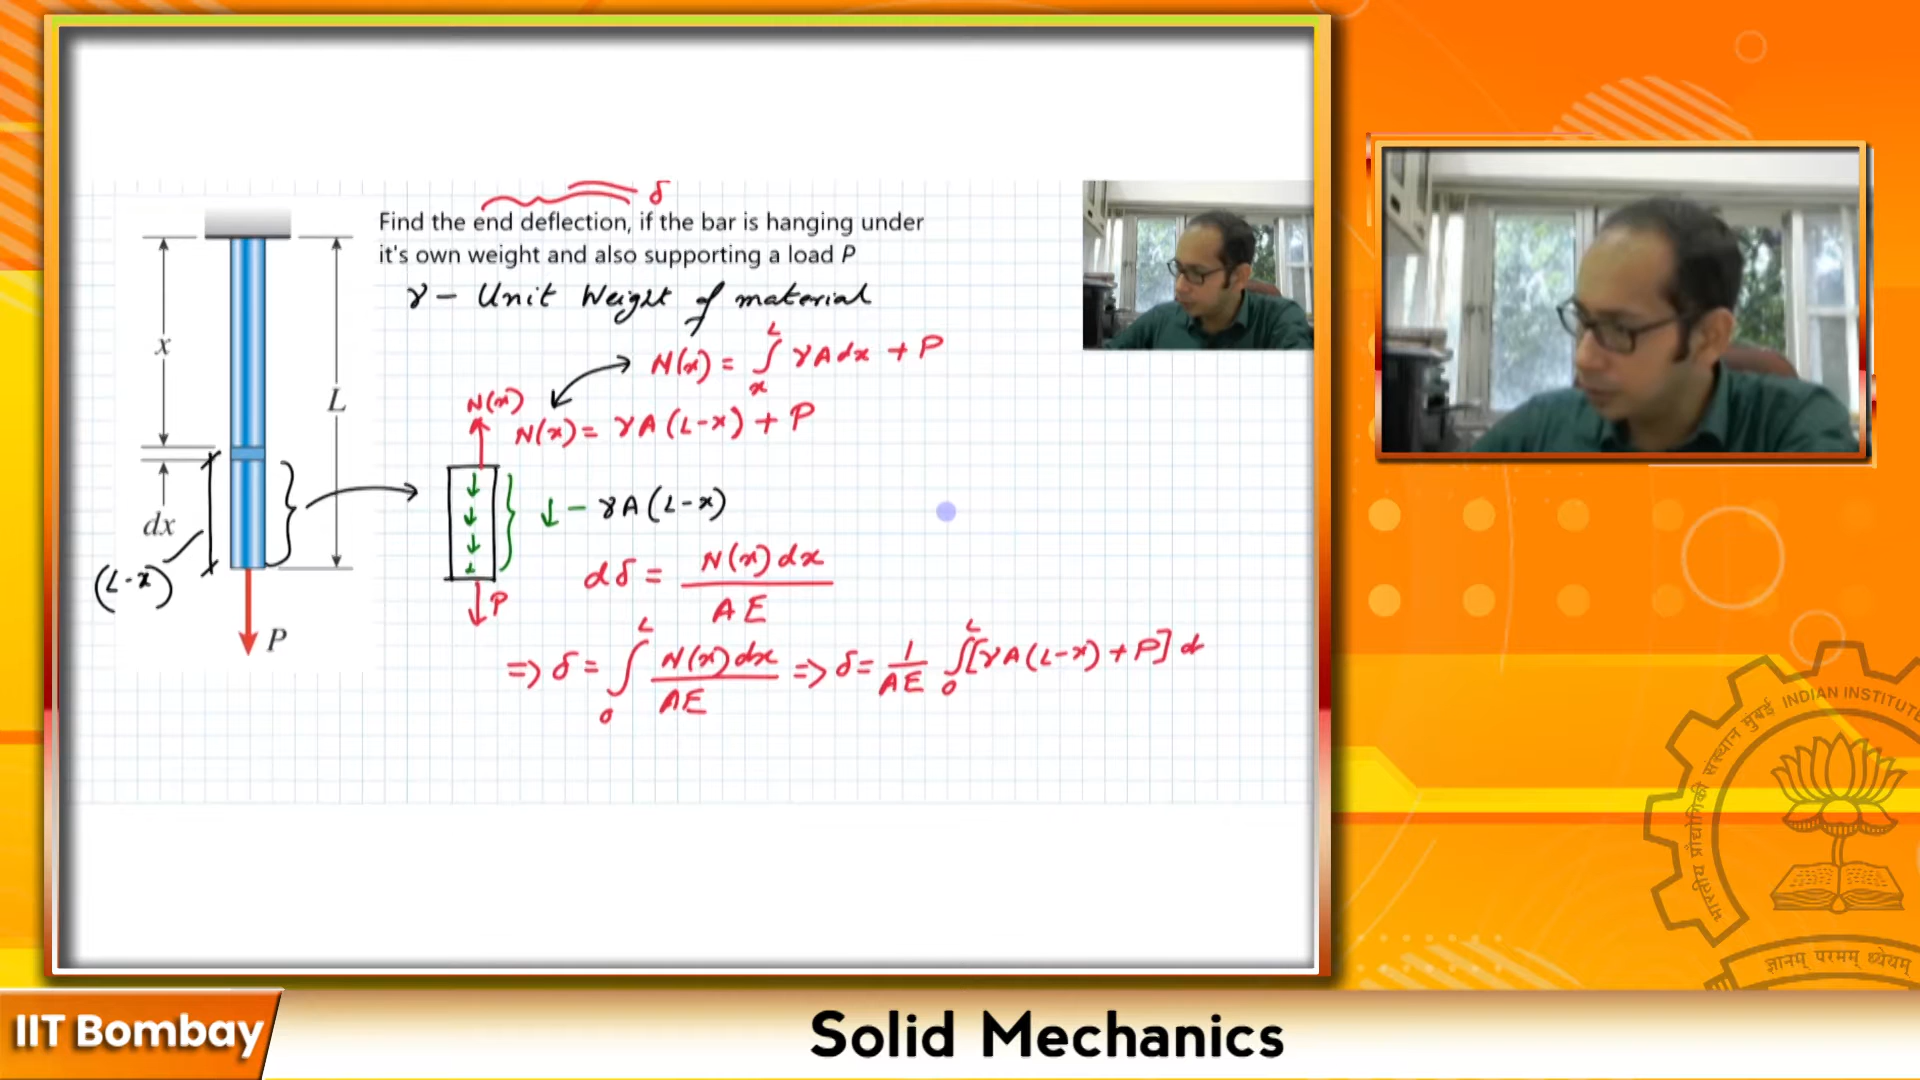 δ
Find the end deflection, if the bar is hanging under
it's own weight and also supporting a load P
γ - Unit Weight of material
N(x) = ∫ₓᴸ γA dx + P
N(x)
N(x) = γA(L-x) + P
x
L
↓ - γA(L-x)
dx
(L-x)
dδ = N(x)dx / AE
P
P
=> δ = ∫₀ᴸ N(x)dx / AE => δ = 1/AE ∫₀ᴸ [γA(L-x) + P] d
INDIAN INSTITUTE
भारतीय प्रौद्योगिकी संस्थान मुंबई
ज्ञानम् परमम् ध्येयम्
IIT Bombay
Solid Mechanics